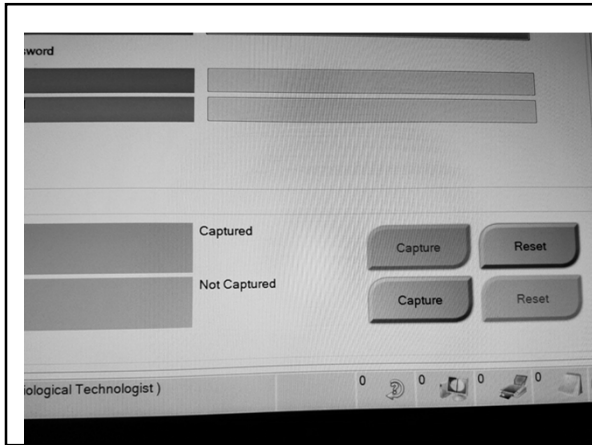 sword
Captured Capture Reset
Not Captured Capture Reset
iological Technologist ) 0 0 0 0